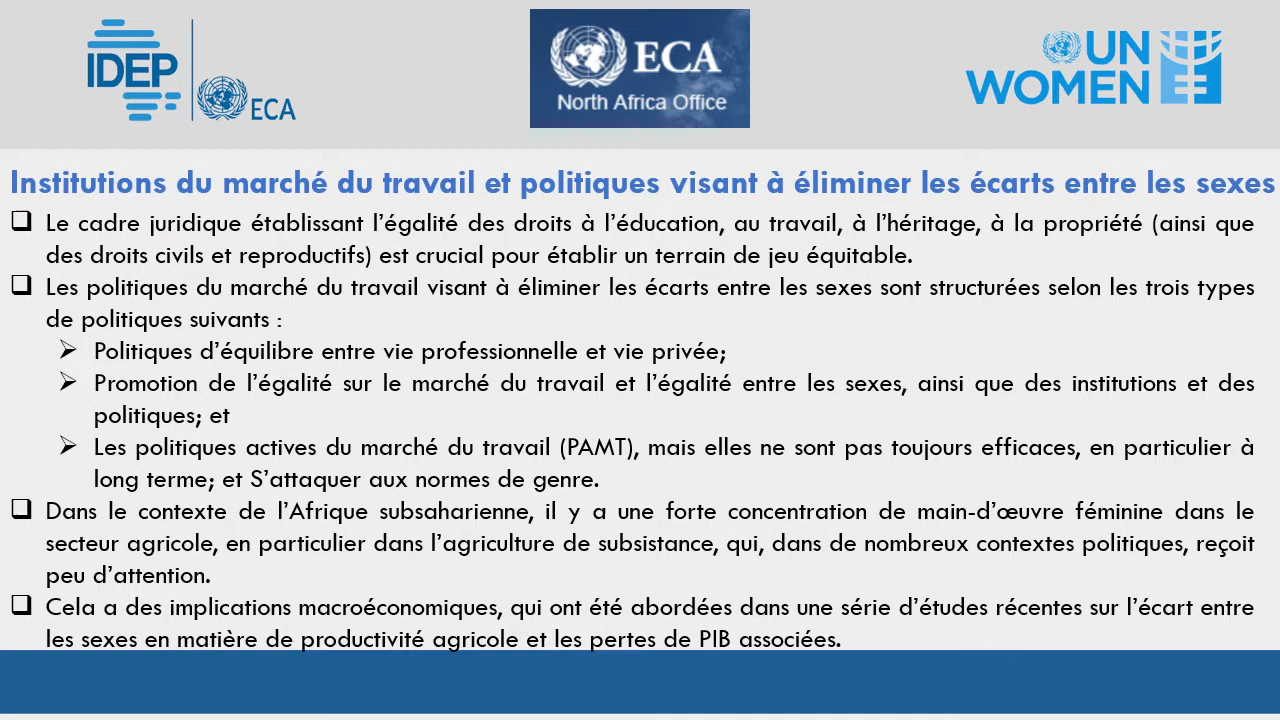 IDEP
ECA
ECA
North Africa Office
UN
WOMEN
Institutions du marché du travail et politiques visant à éliminer les écarts entre les sexes
Le cadre juridique établissant l’égalité des droits à l’éducation, au travail, à l’héritage, à la propriété (ainsi que
des droits civils et reproductifs) est crucial pour établir un terrain de jeu équitable.
Les politiques du marché du travail visant à éliminer les écarts entre les sexes sont structurées selon les trois types
de politiques suivants :
Politiques d’équilibre entre vie professionnelle et vie privée;
Promotion de l’égalité sur le marché du travail et l’égalité entre les sexes, ainsi que des institutions et des
politiques; et
Les politiques actives du marché du travail (PAMT), mais elles ne sont pas toujours efficaces, en particulier à
long terme; et S’attaquer aux normes de genre.
Dans le contexte de l’Afrique subsaharienne, il y a une forte concentration de main-d’œuvre féminine dans le
secteur agricole, en particulier dans l’agriculture de subsistance, qui, dans de nombreux contextes politiques, reçoit
peu d’attention.
Cela a des implications macroéconomiques, qui ont été abordées dans une série d’études récentes sur l’écart entre
les sexes en matière de productivité agricole et les pertes de PIB associées.